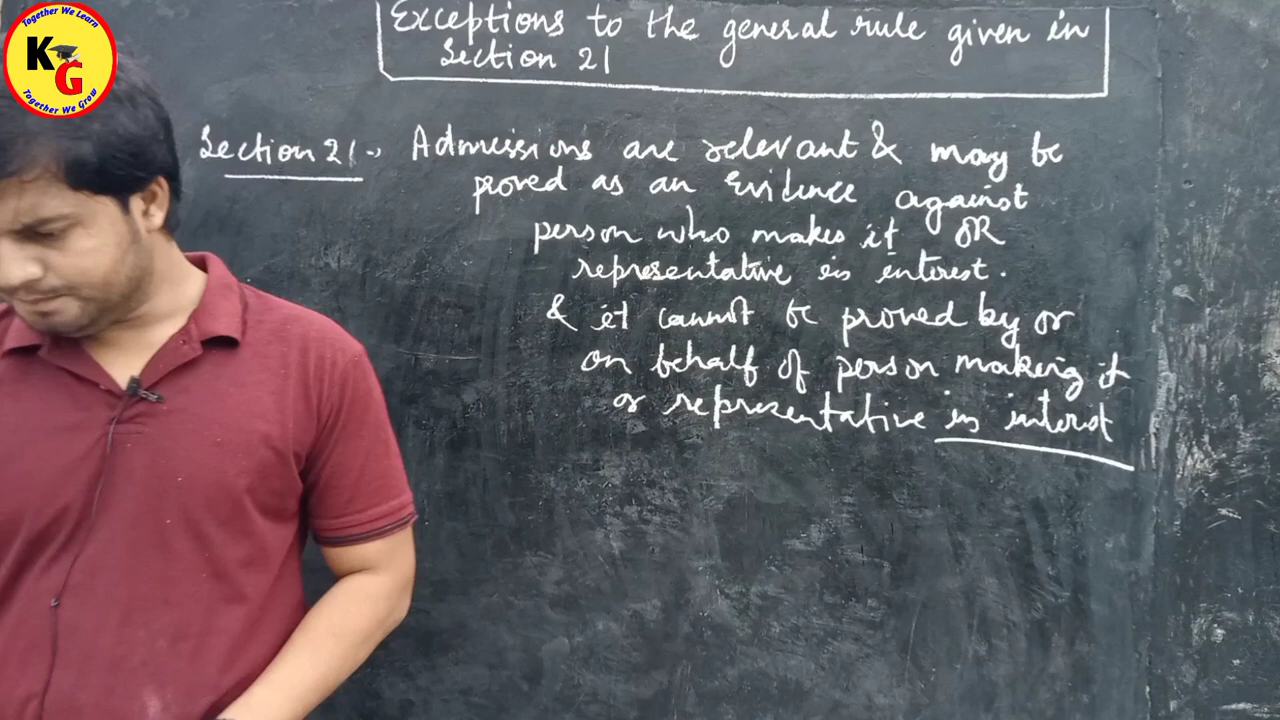 Together We Learn
KG
Together We Grow
Exceptions to the general rule given in
Section 21
Section 21:- Admissions are relevant & may be
proved as an Evidence against
person who makes it OR
representative in interest.
& it cannot be proved by or
on behalf of person making it
or representative in interest